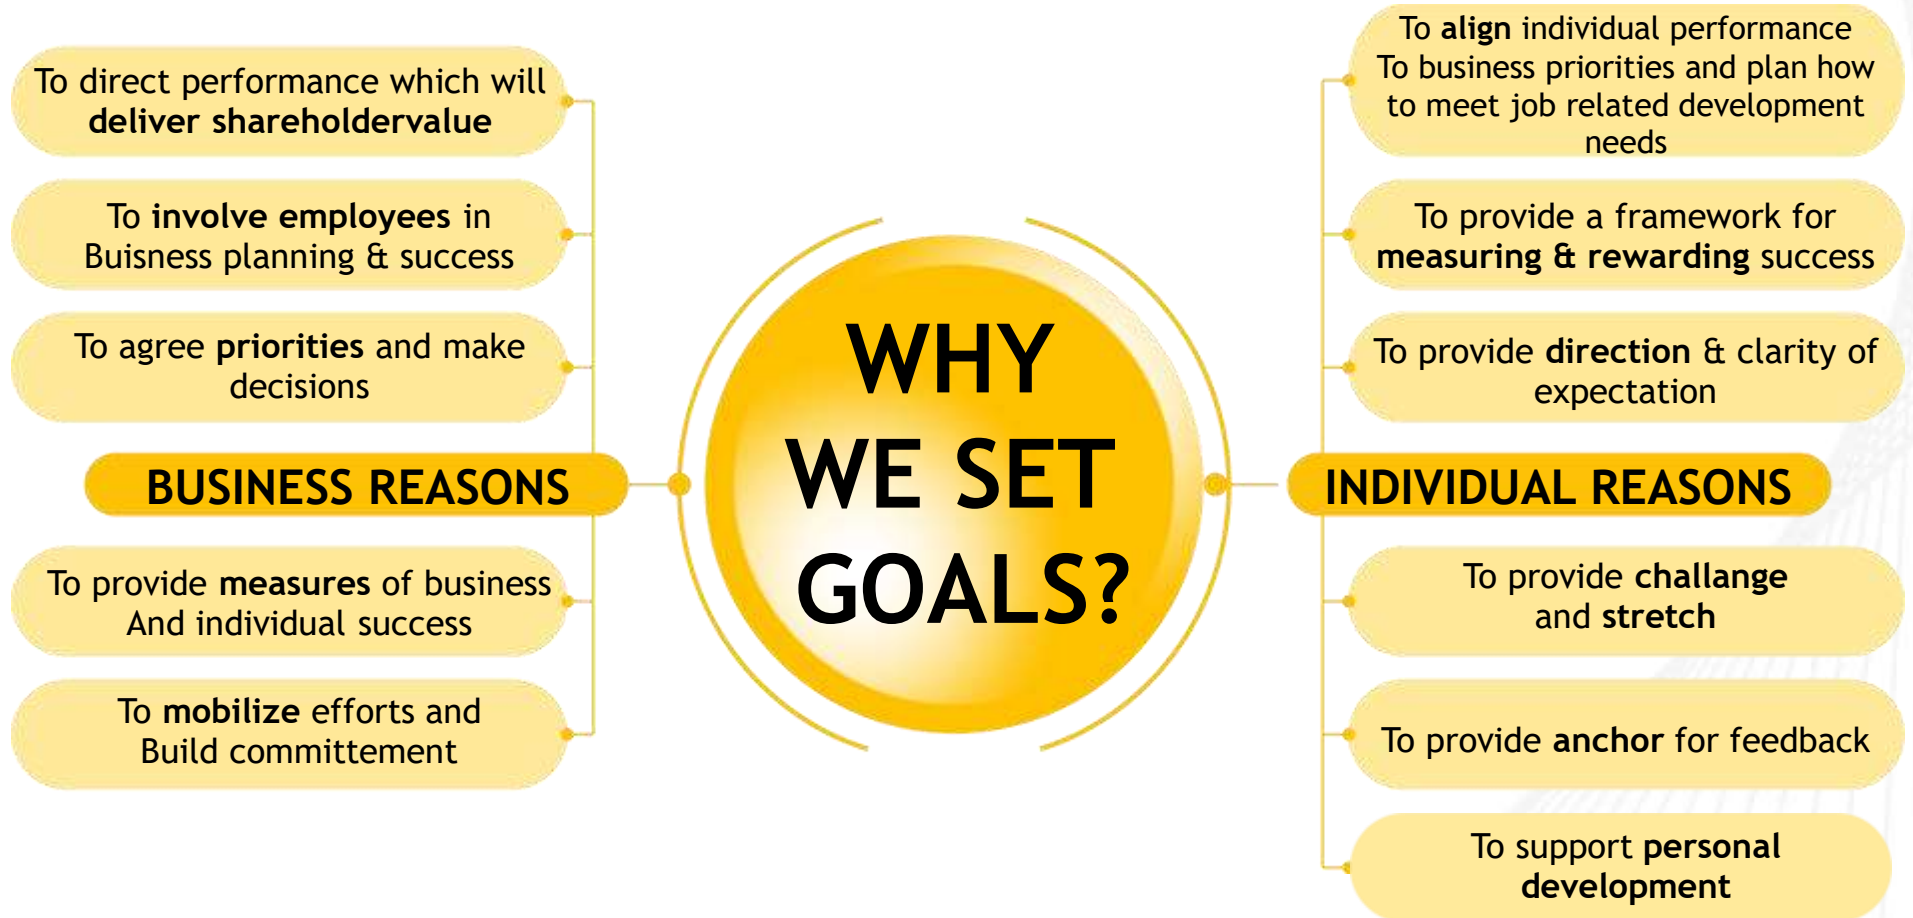 To direct performance which will
deliver shareholdervalue
To involve employees in
Buisness planning & success
To agree priorities and make
decisions
BUSINESS REASONS
To provide measures of business
And individual success
To mobilize efforts and
Build committement
WHY
WE SET
GOALS?
To align individual performance
To business priorities and plan how
to meet job related development
needs
To provide a framework for
measuring & rewarding success
To provide direction & clarity of
expectation
INDIVIDUAL REASONS
To provide challange
and stretch
To provide anchor for feedback
To support personal
development